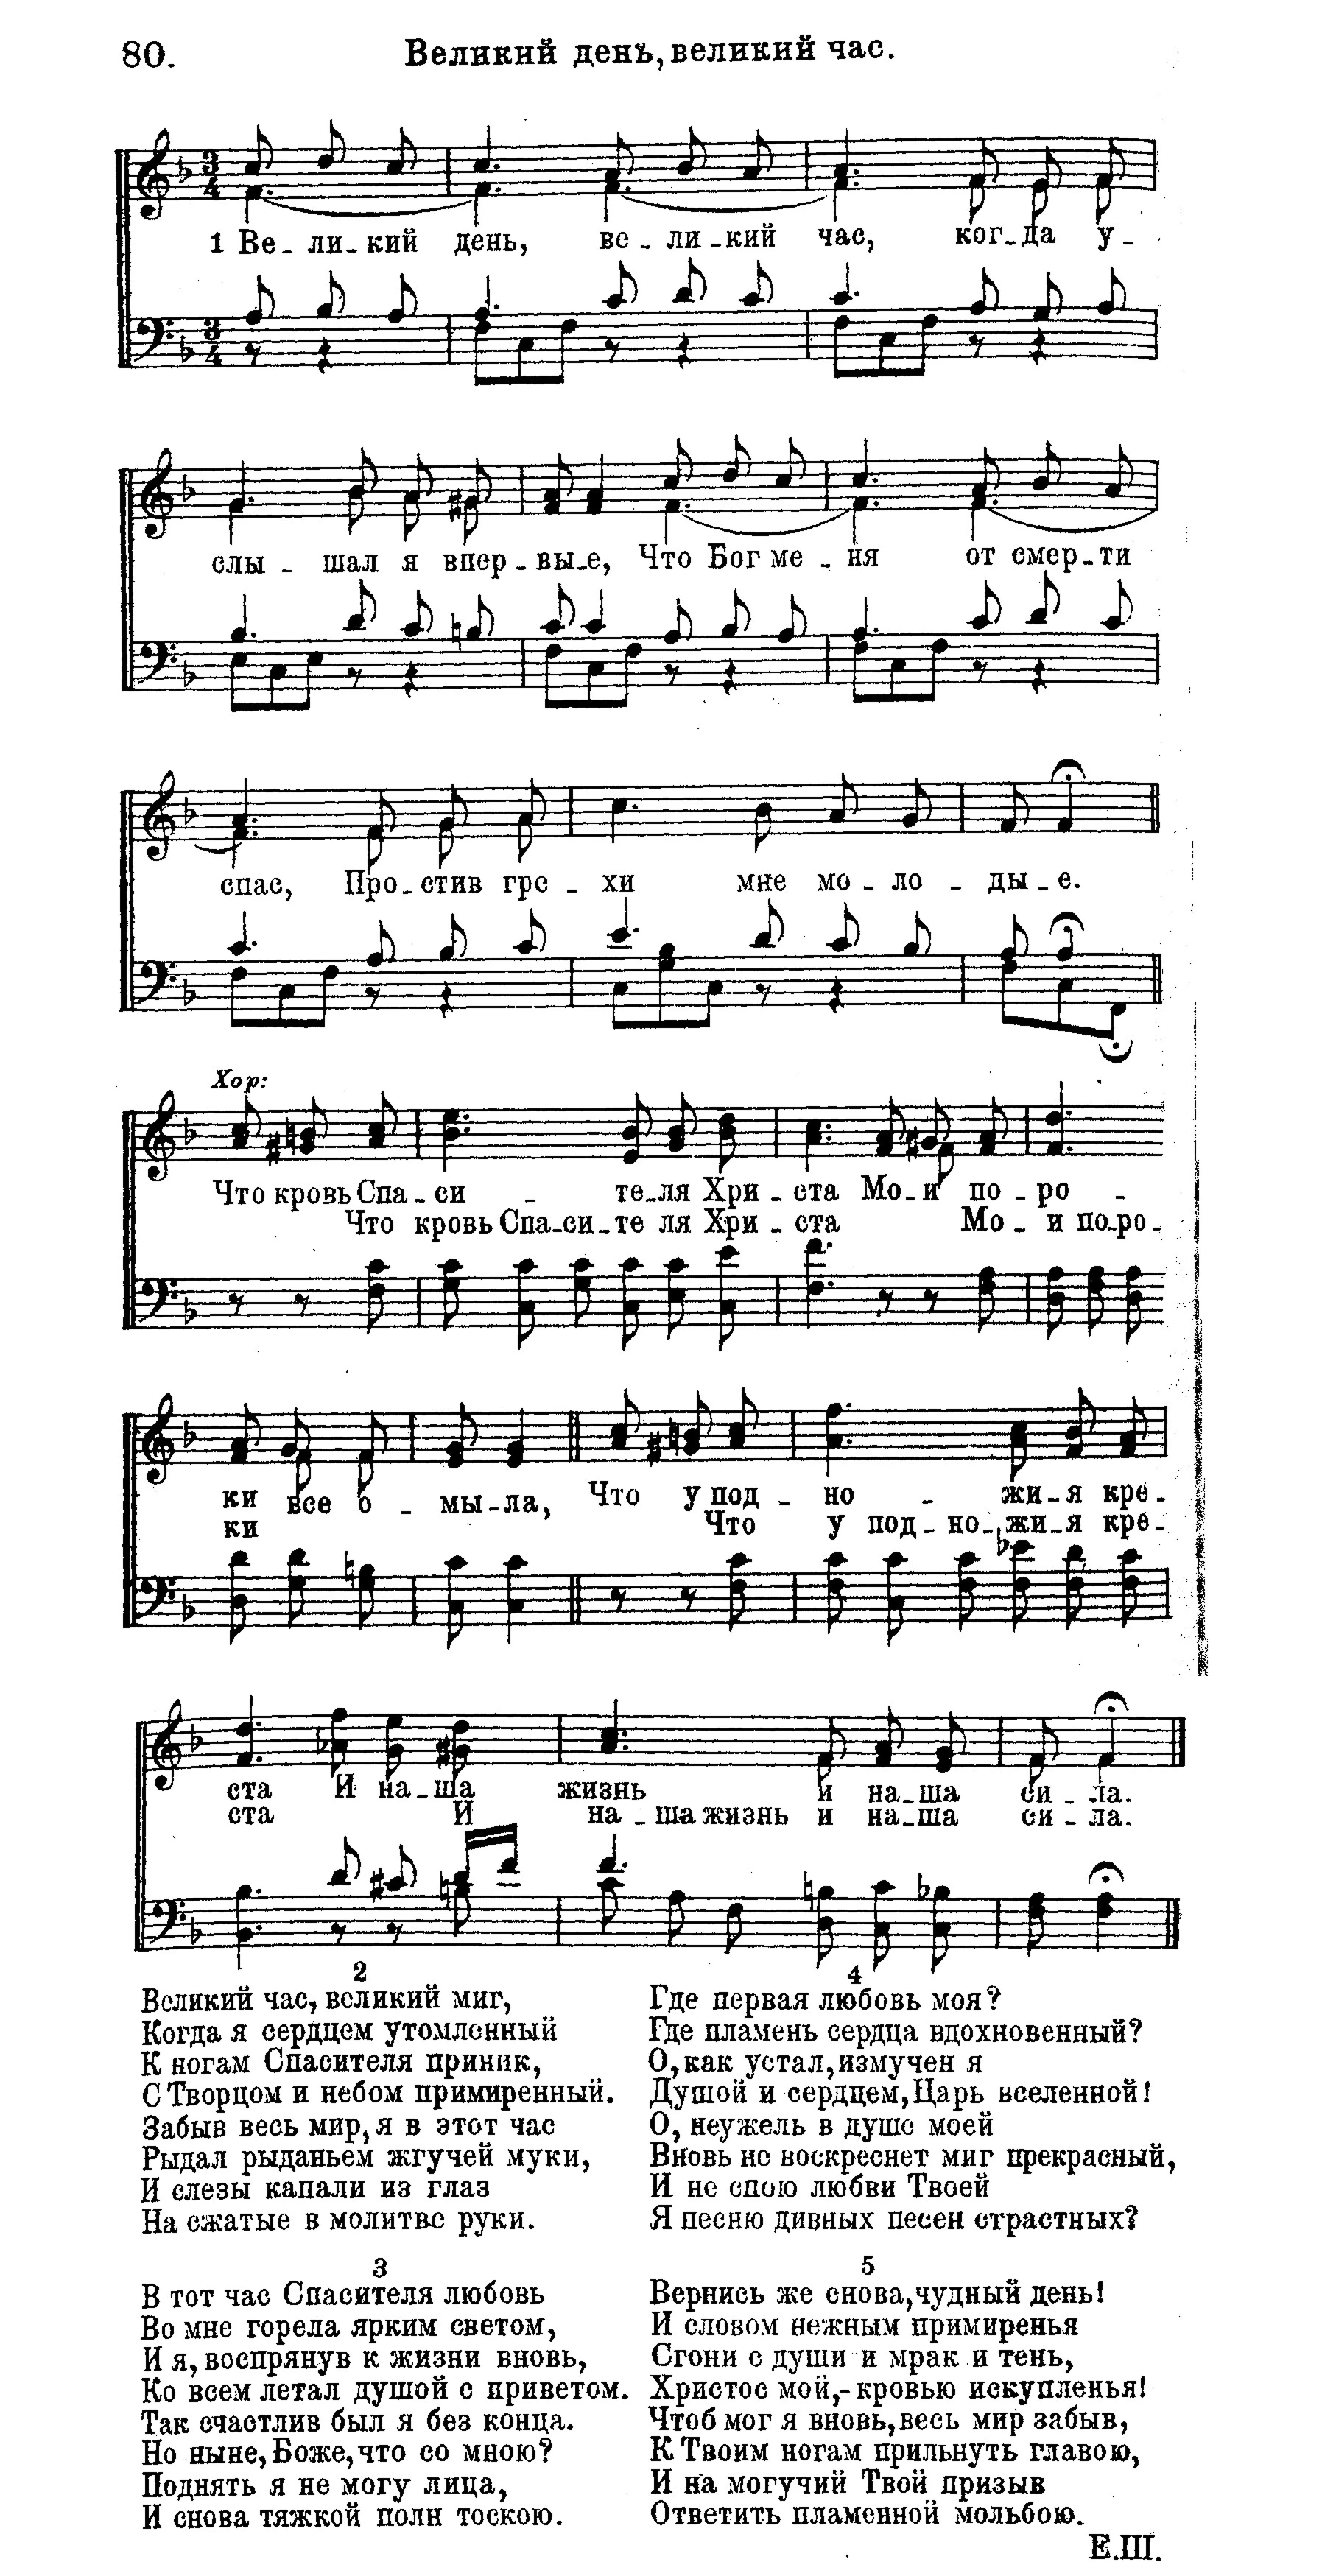 80.
Великий день, великий час.
1 Ве - ли - кий день, ве - ли - кий час, ког - да у -
слы - шал я впер - вы - е, Что Бог ме - ня от смер - ти
спас, Про - стив гре - хи мне мо - ло - ды - е.
Хор:
Что кровь Спа - си - те - ля Хри - ста Мо - и по - ро -
Что кровь Спа - си - те ля Хри - ста Мо - и по - ро -
ки все о - мы - ла, Что у под - но - жи - я кре -
ки Что у под - но - жи - я кре -
ста И на - ша жизнь и на - ша си - ла.
ста И на - ша жизнь и на - ша си - ла.
2
Великий час, великий миг,
Когда я сердцем утомленный
К ногам Спасителя приник,
С Творцом и небом примиренный.
Забыв весь мир, я в этот час
Рыдал рыданьем жгучей муки,
И слезы капали из глаз
На сжатые в молитве руки.
3
В тот час Спасителя любовь
Во мне горела ярким светом,
И я, воспрянув к жизни вновь,
Ко всем летал душой с приветом.
Так счастлив был я без конца.
Но ныне, Боже, что со мною?
Поднять я не могу лица,
И снова тяжкой полн тоскою.
4
Где первая любовь моя?
Где пламень сердца вдохновенный?
О, как устал, измучен я
Душой и сердцем, Царь вселенной!
О, неужель в душе моей
Вновь не воскреснет миг прекрасный,
И не спою любви Твоей
Я песню дивных песен страстных?
5
Вернись же снова, чудный день!
И словом нежным примиренья
Сгони с души и мрак и тень,
Христос мой, - кровью искупленья!
Чтоб мог я вновь, весь мир забыв,
К Твоим ногам прильнуть главою,
И на могучий Твой призыв
Ответить пламенной мольбою.
Е.Ш.